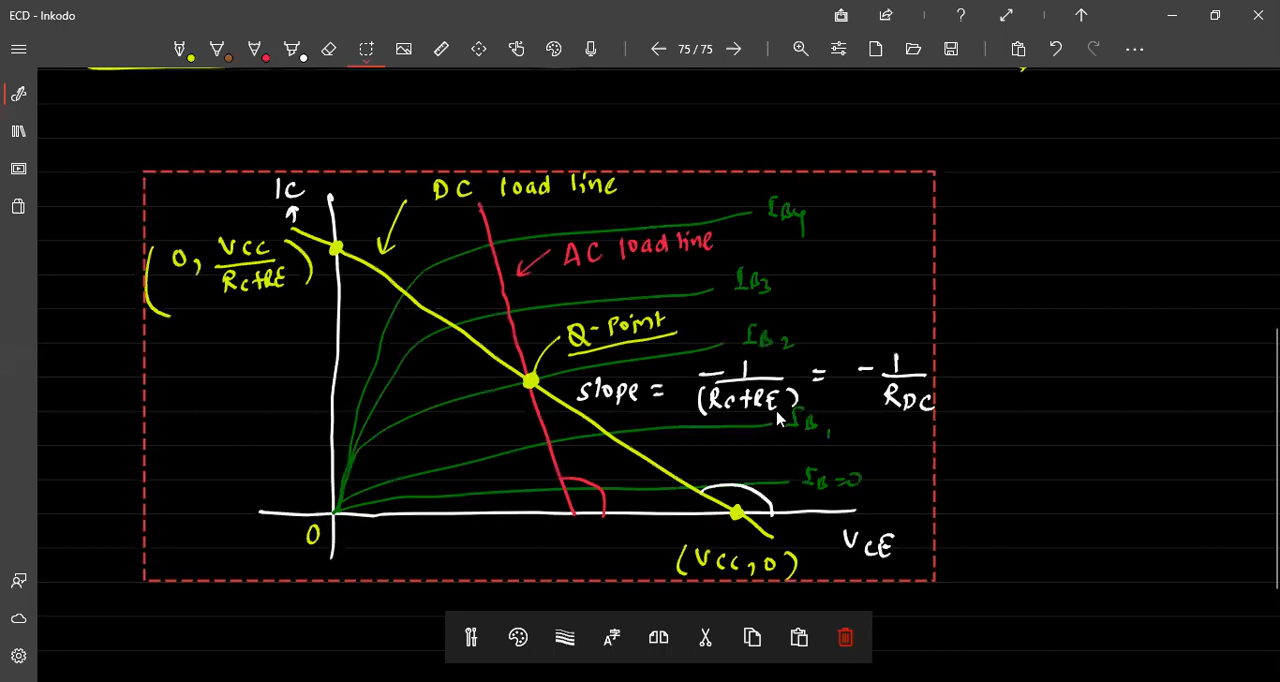 ECD - Inkodo
75/75
IC
DC load line
IB4
AC load line
(0, VCC
RC+RE)
IB3
Q-Point
IB2
slope = -1
(RC+RE) = - 1
RDC
IB1
IB=0
0
VCE
(VCC, 0)